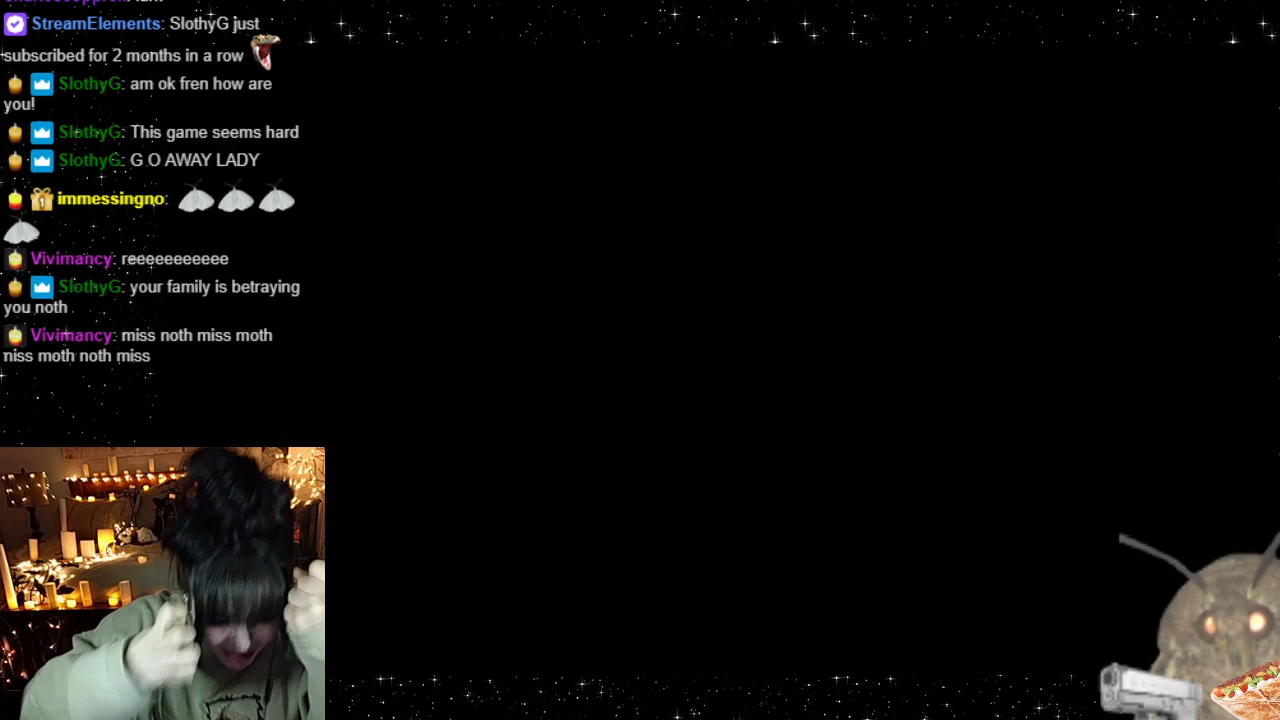 StreamElements: SlothyG just
subscribed for 2 months in a row
SlothyG: am ok fren how are
you!
SlothyG: This game seems hard
SlothyG: G O AWAY LADY
1 immessingno:
Vivimancy: reeeeeeeeeee
SlothyG: your family is betraying
you noth
Vivimancy: miss noth miss moth
niss moth noth miss